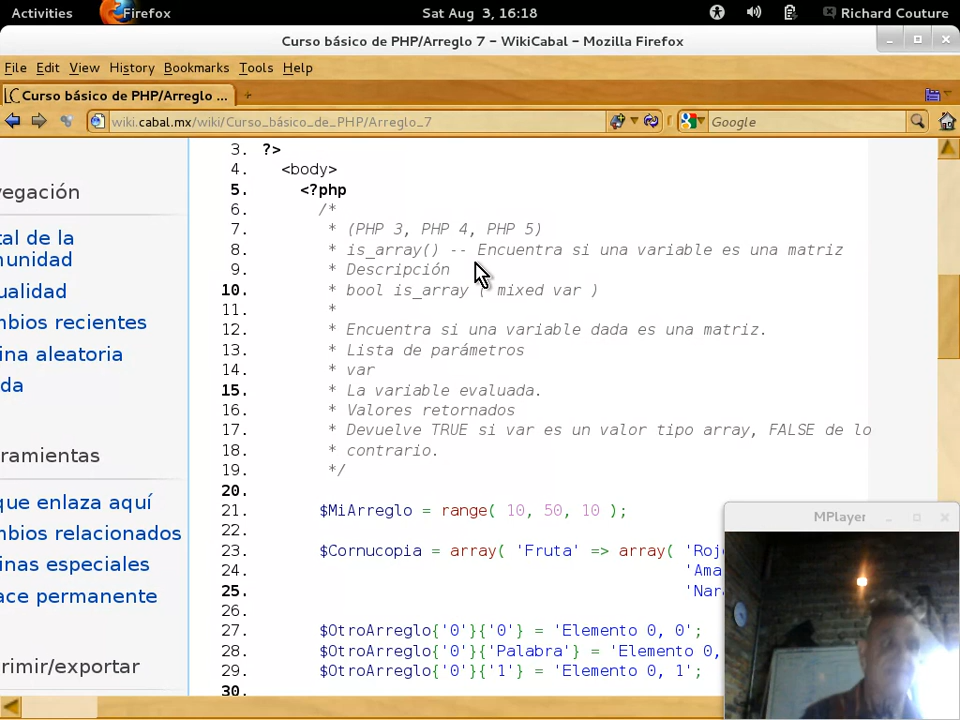 Activities Firefox Sat Aug 3, 16:18 Richard Couture
Curso básico de PHP/Arreglo 7 – WikiCabal – Mozilla Firefox
File Edit View History Bookmarks Tools Help
Curso básico de PHP/Arreglo ...
wiki.cabal.mx/wiki/Curso_básico_de_PHP/Arreglo_7 Google
vegación
tal de la
munidad
ualidad
mbios recientes
ina aleatoria
da
ramientas
que enlaza aquí
mbios relacionados
inas especiales
ace permanente
rimir/exportar
3. ?>
4. <body>
5. <?php
6. /*
7. * (PHP 3, PHP 4, PHP 5)
8. * is_array() -- Encuentra si una variable es una matriz
9. * Descripción
10. * bool is_array ( mixed var )
11. *
12. * Encuentra si una variable dada es una matriz.
13. * Lista de parámetros
14. * var
15. * La variable evaluada.
16. * Valores retornados
17. * Devuelve TRUE si var es un valor tipo array, FALSE de lo
18. * contrario.
19. */
20.
21. $MiArreglo = range( 10, 50, 10 );
22.
23. $Cornucopia = array( 'Fruta' => array( 'Roj
24. 'Ama
25. 'Nar
26.
27. $OtroArreglo{'0'}{'0'} = 'Elemento 0, 0';
28. $OtroArreglo{'0'}{'Palabra'} = 'Elemento 0,
29. $OtroArreglo{'0'}{'1'} = 'Elemento 0, 1';
30.
MPlayer